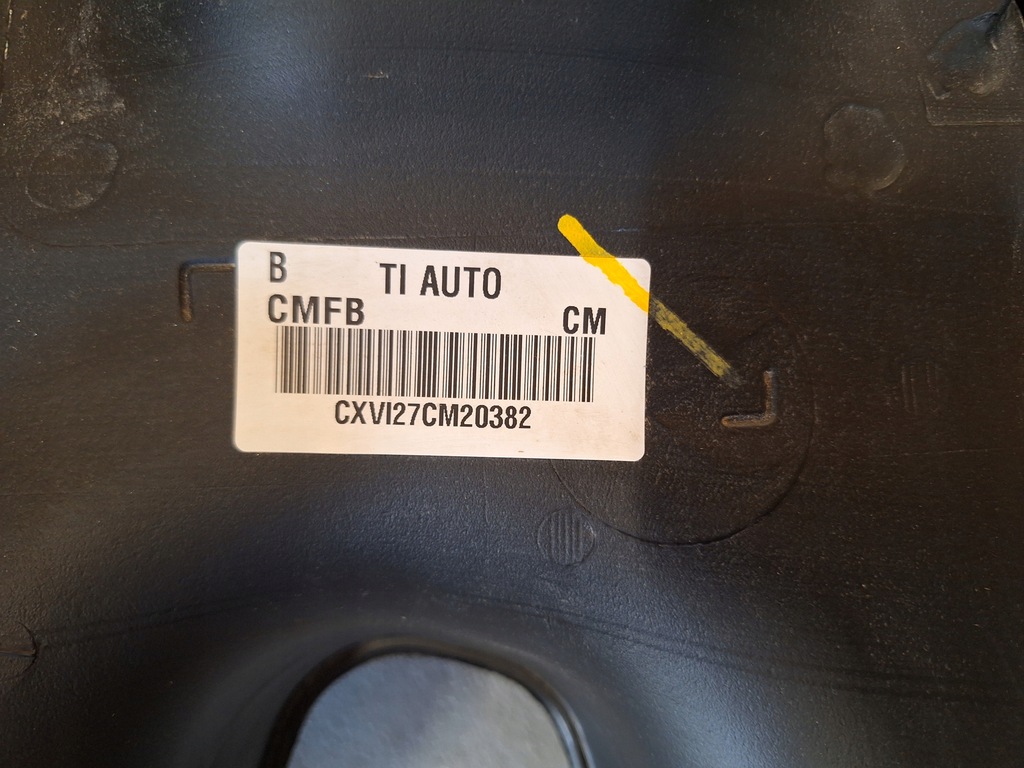 B TI AUTO
CMFB CM
CXVI27CM20382